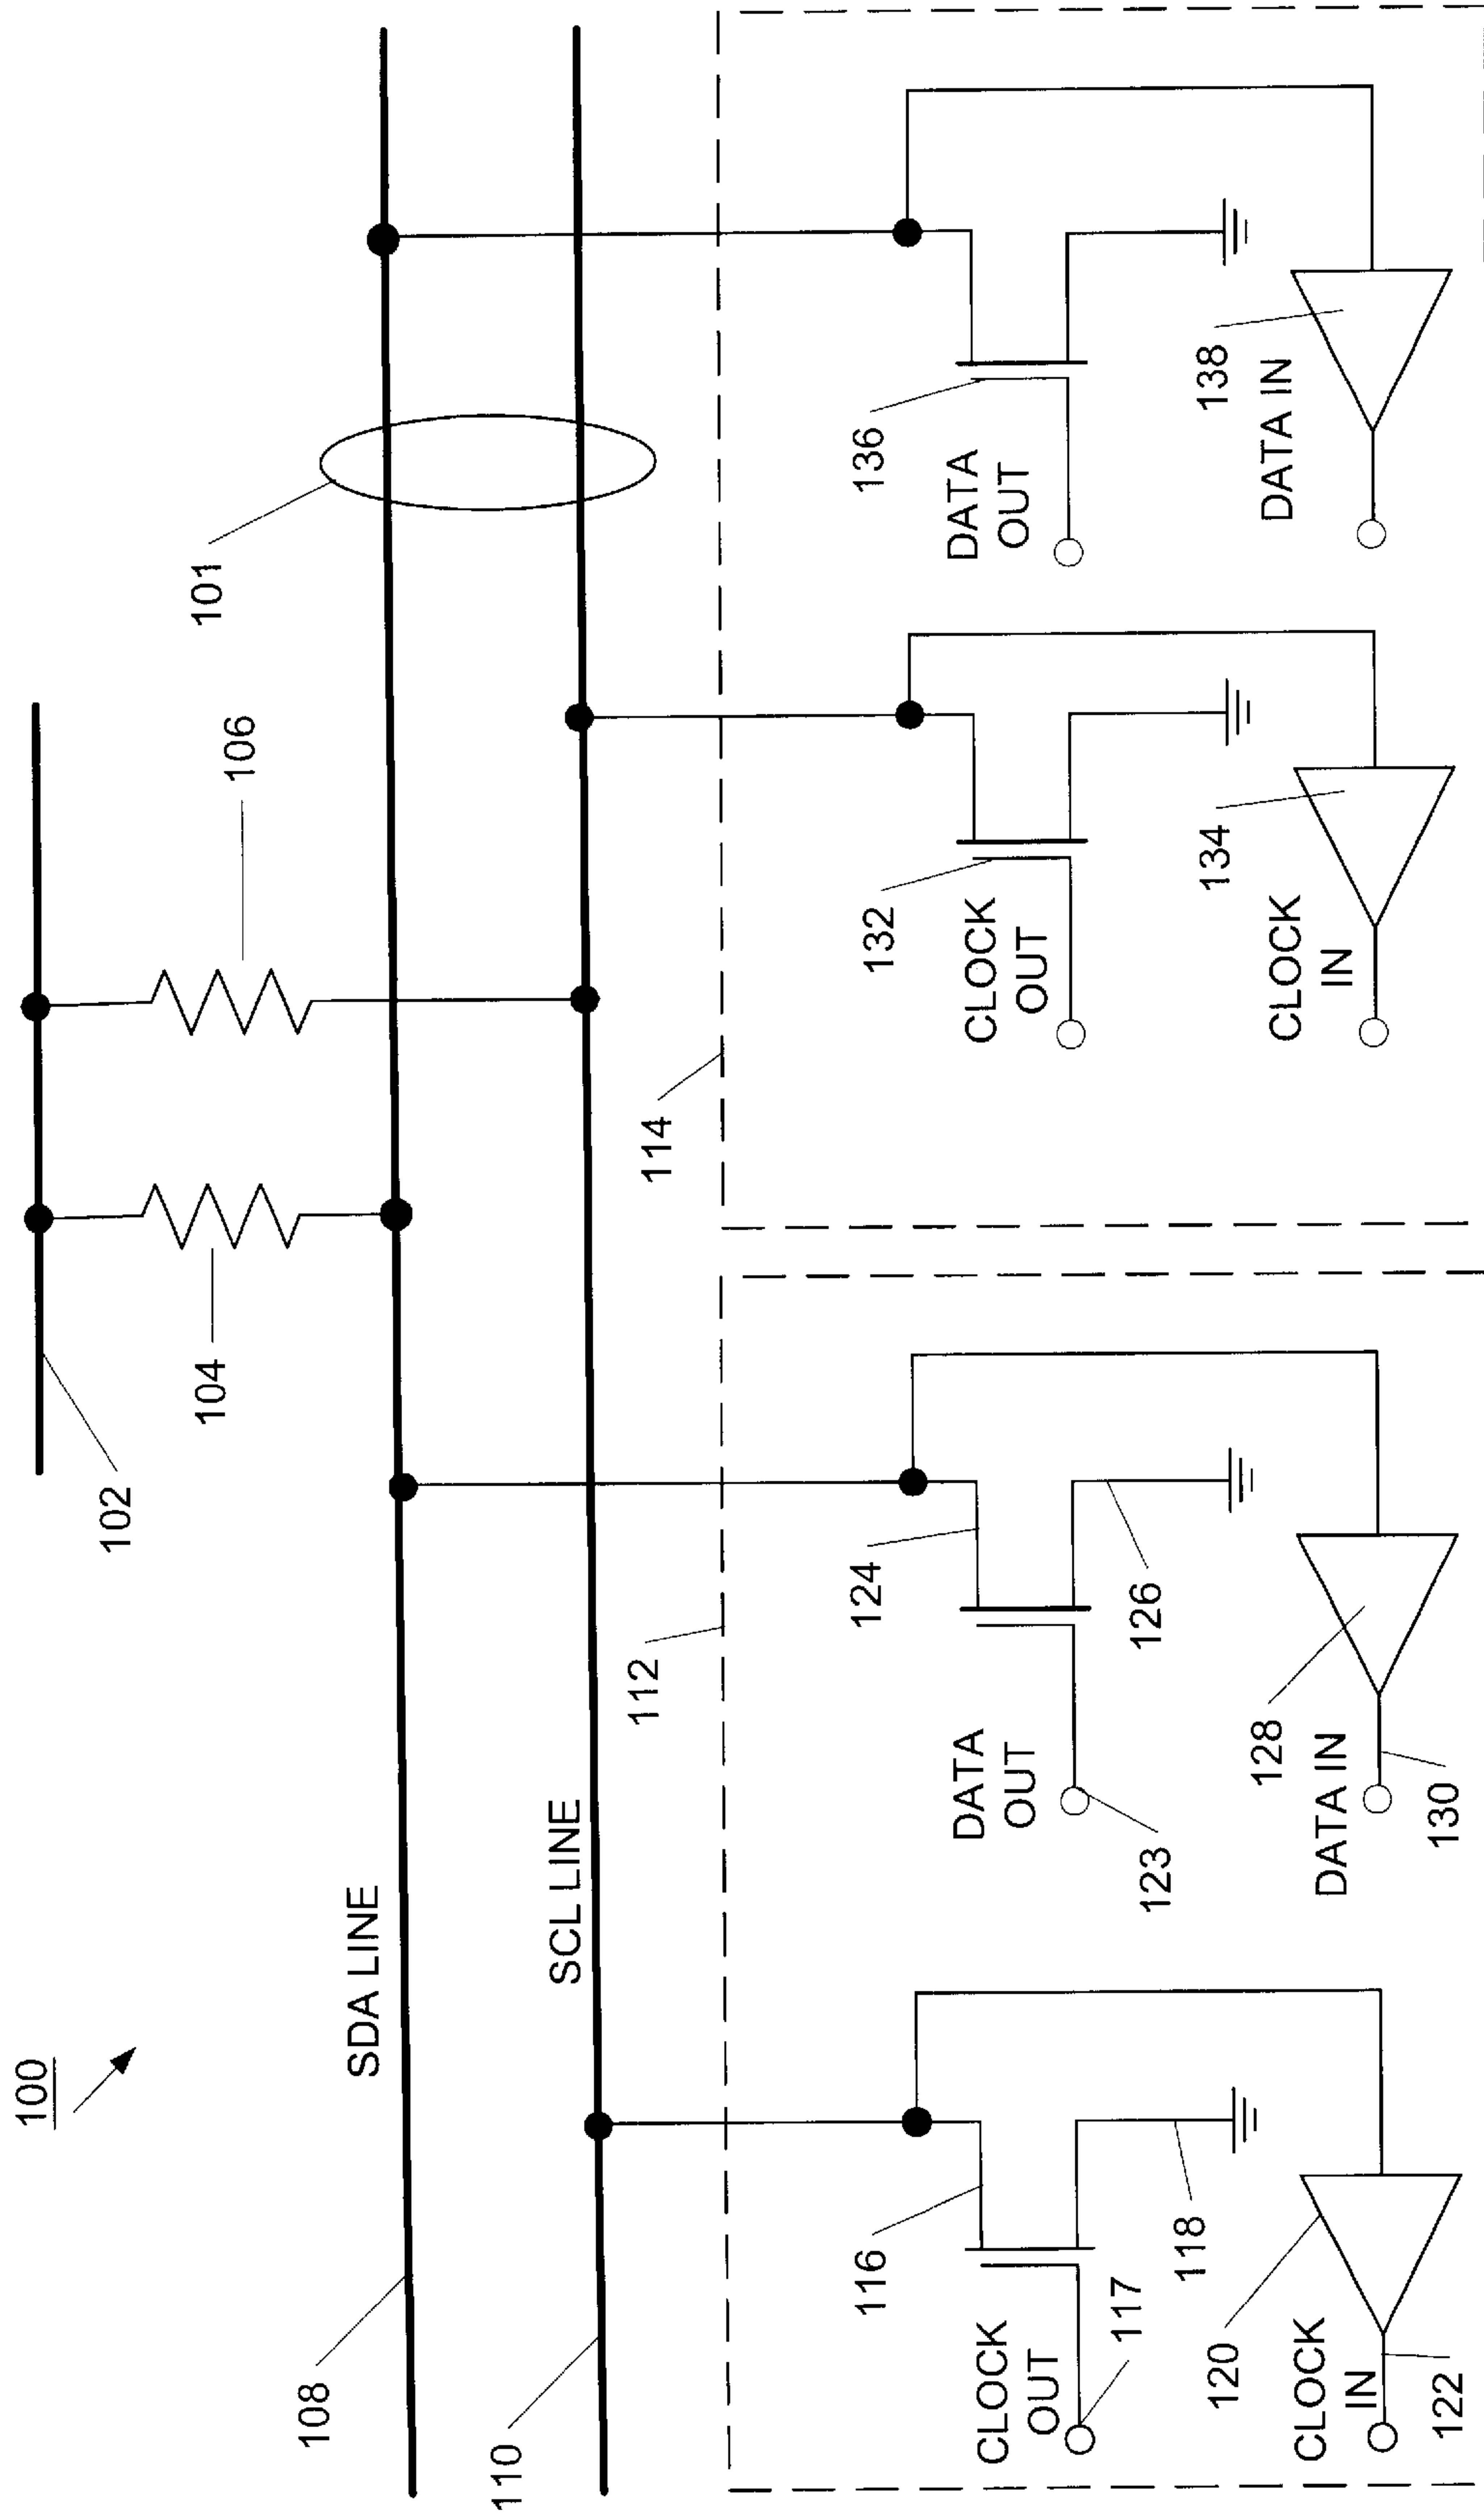 100
102
104
106
101
SDA LINE
108
SCL LINE
110
112
114
116
CLOCK
OUT
117
118
120
CLOCK
IN
122
124
DATA
OUT
123
126
128
DATA IN
130
132
CLOCK
OUT
134
CLOCK
IN
136
DATA
OUT
138
DATA IN